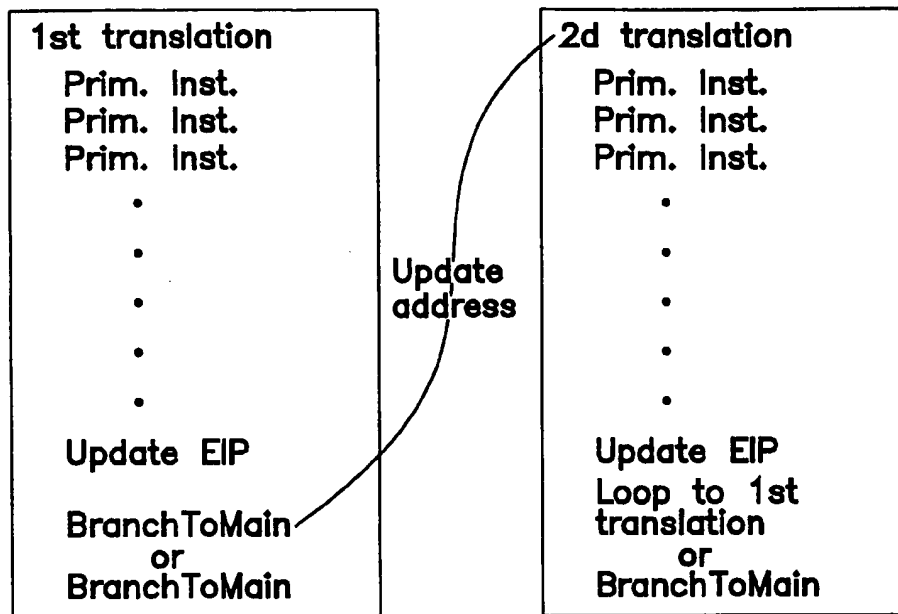 1st translation
Prim. Inst.
Prim. Inst.
Prim. Inst.
Update EIP
BranchToMain
or
BranchToMain
Update
address
2d translation
Prim. Inst.
Prim. Inst.
Prim. Inst.
Update EIP
Loop to 1st
translation
or
BranchToMain